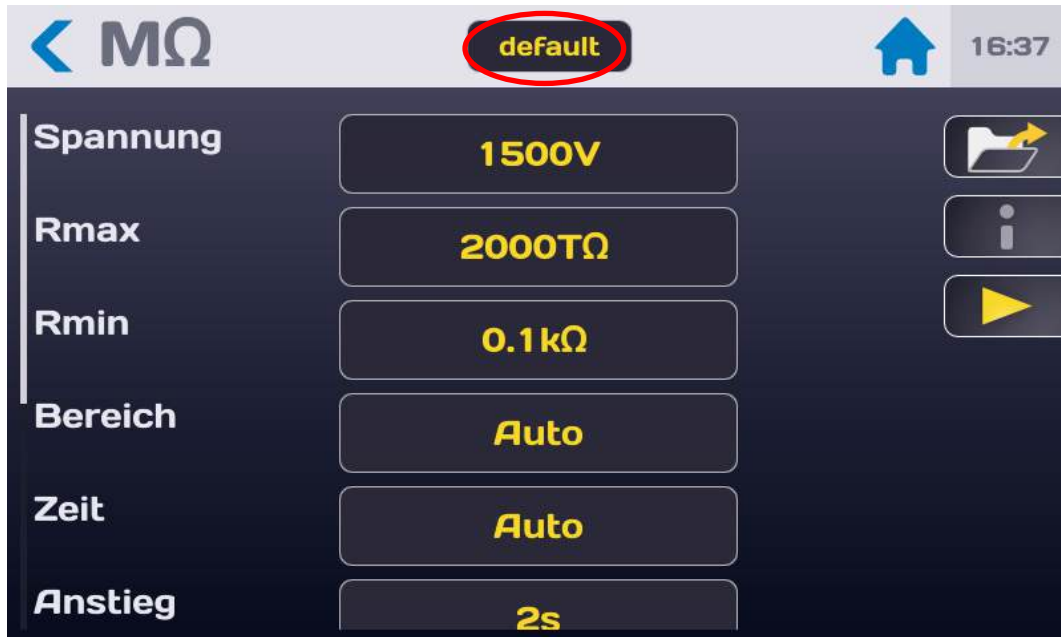 MΩ default 16:37
Spannung 1500V
Rmax 2000TΩ
Rmin 0.1kΩ
Bereich Auto
Zeit Auto
Anstieg 2s